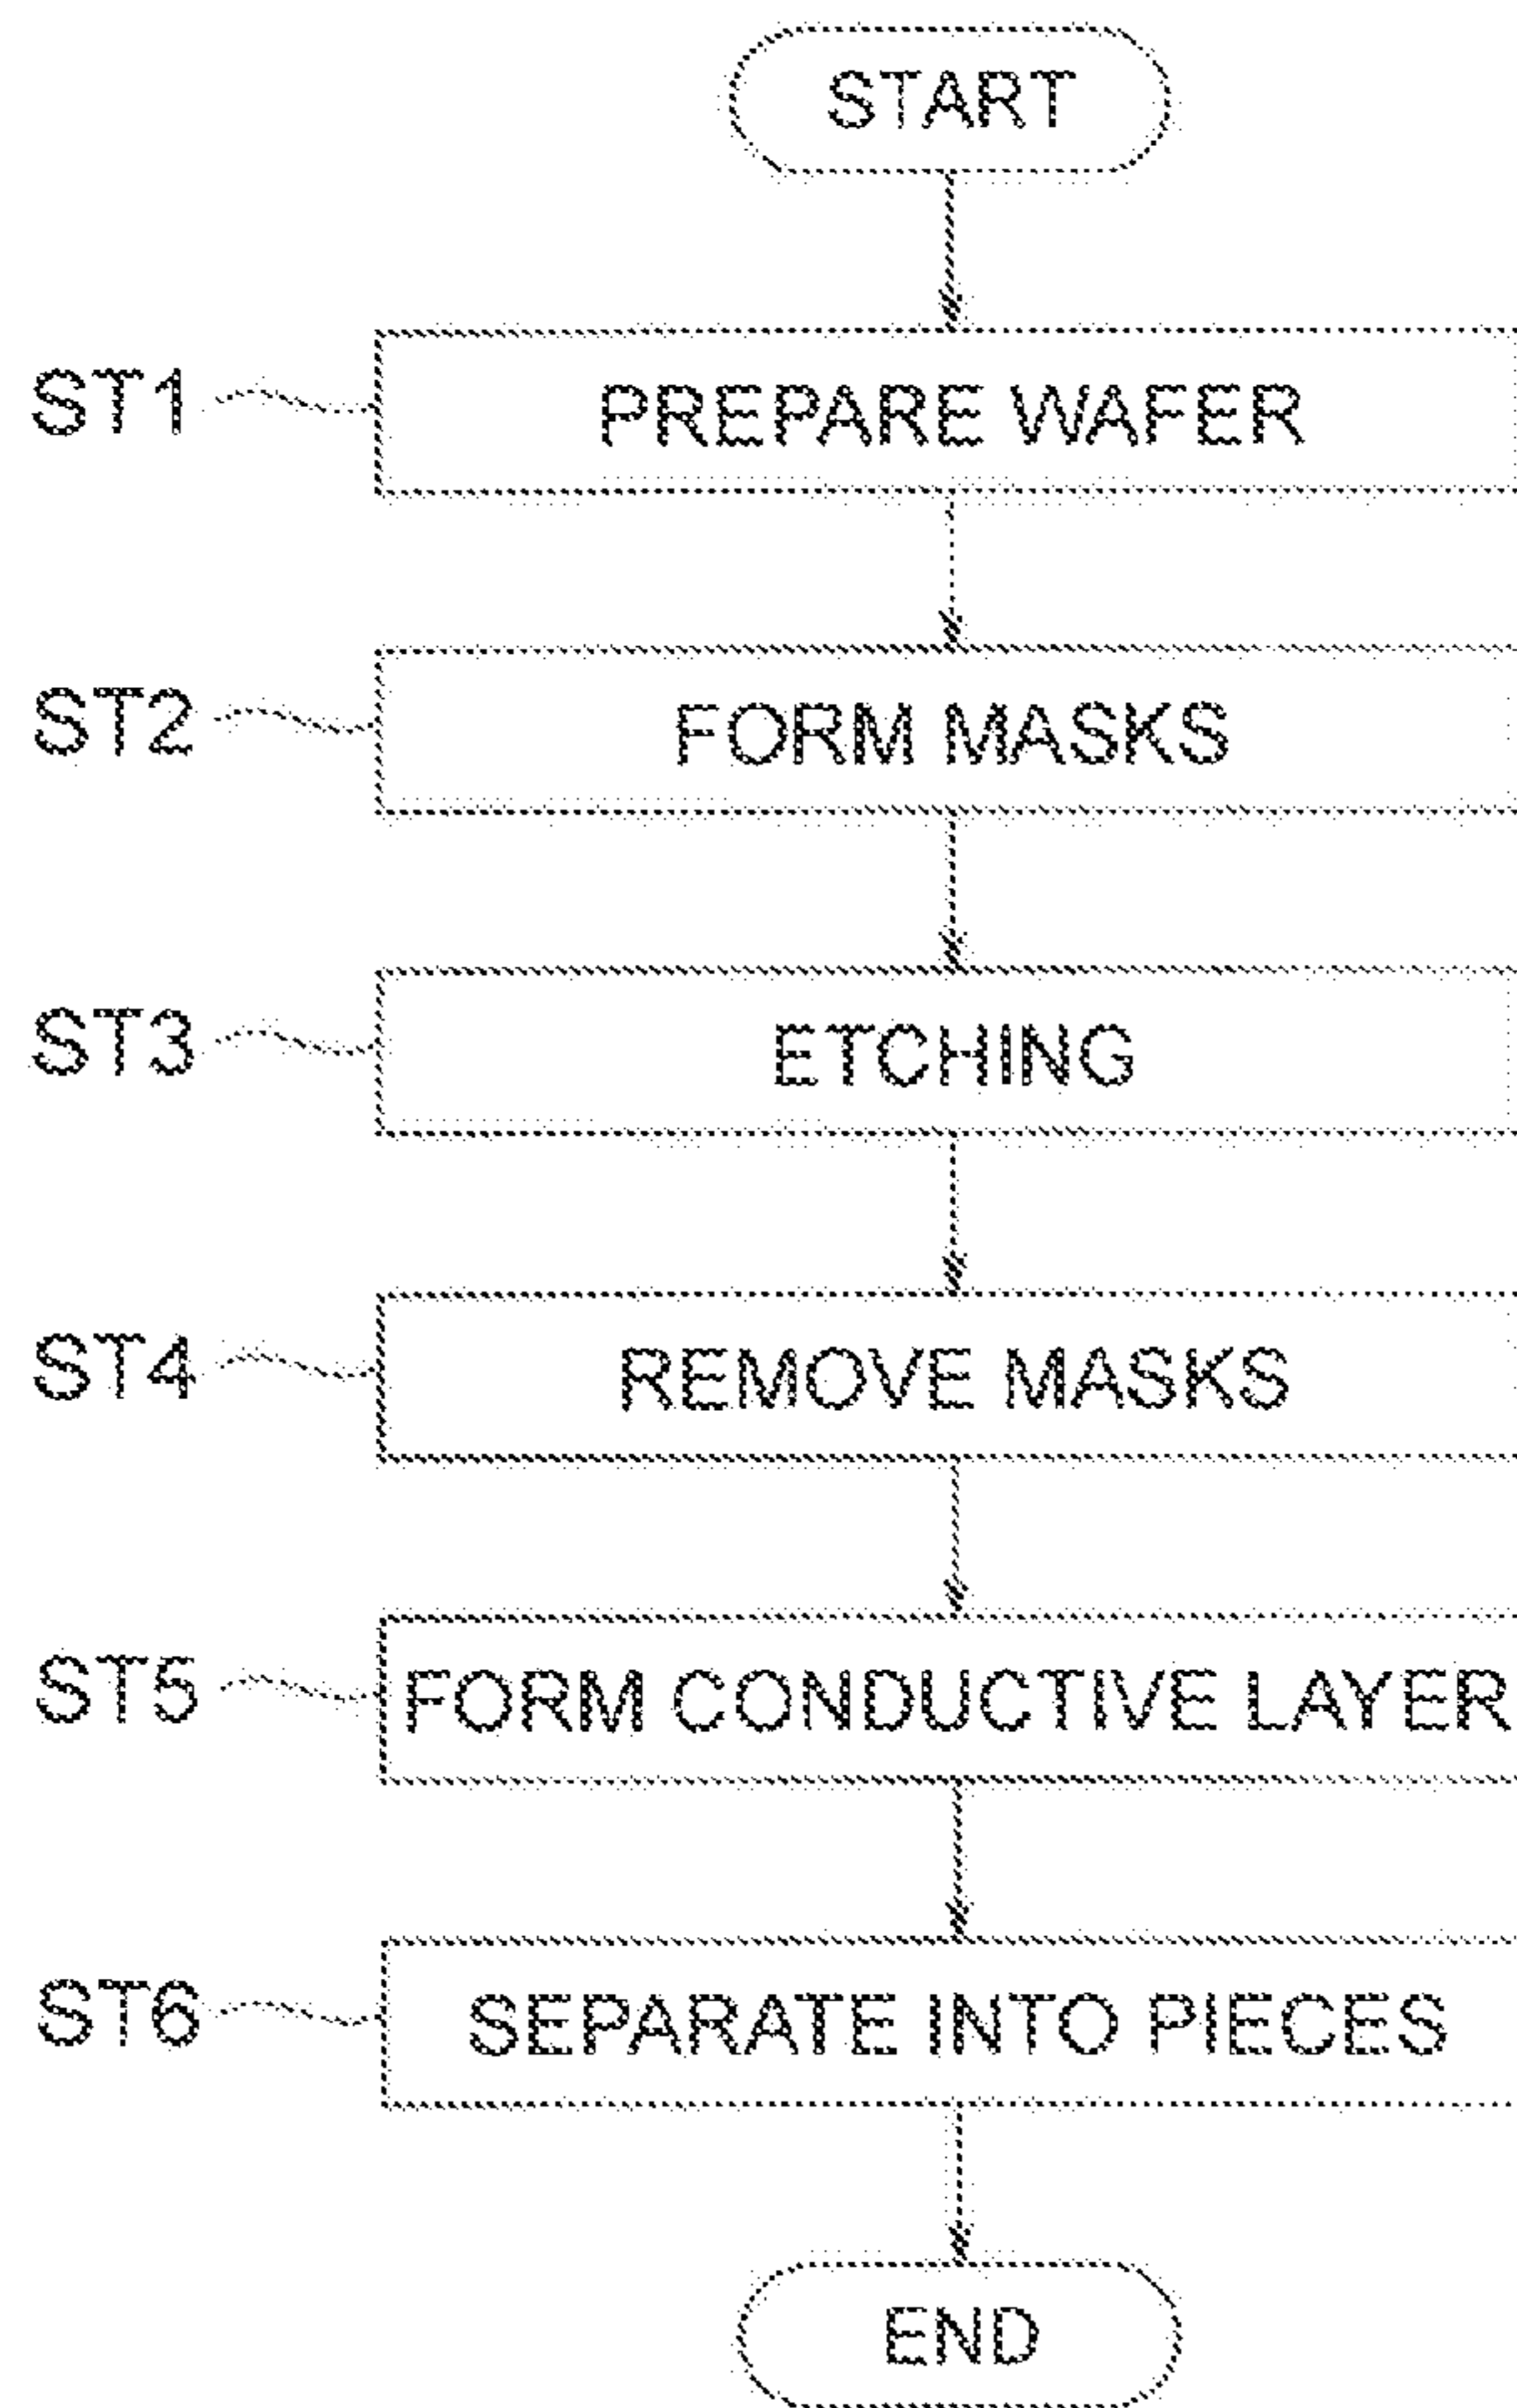 START
ST1 PREPARE WAFER
ST2 FORM MASKS
ST3 ETCHING
ST4 REMOVE MASKS
ST5 FORM CONDUCTIVE LAYER
ST6 SEPARATE INTO PIECES
END